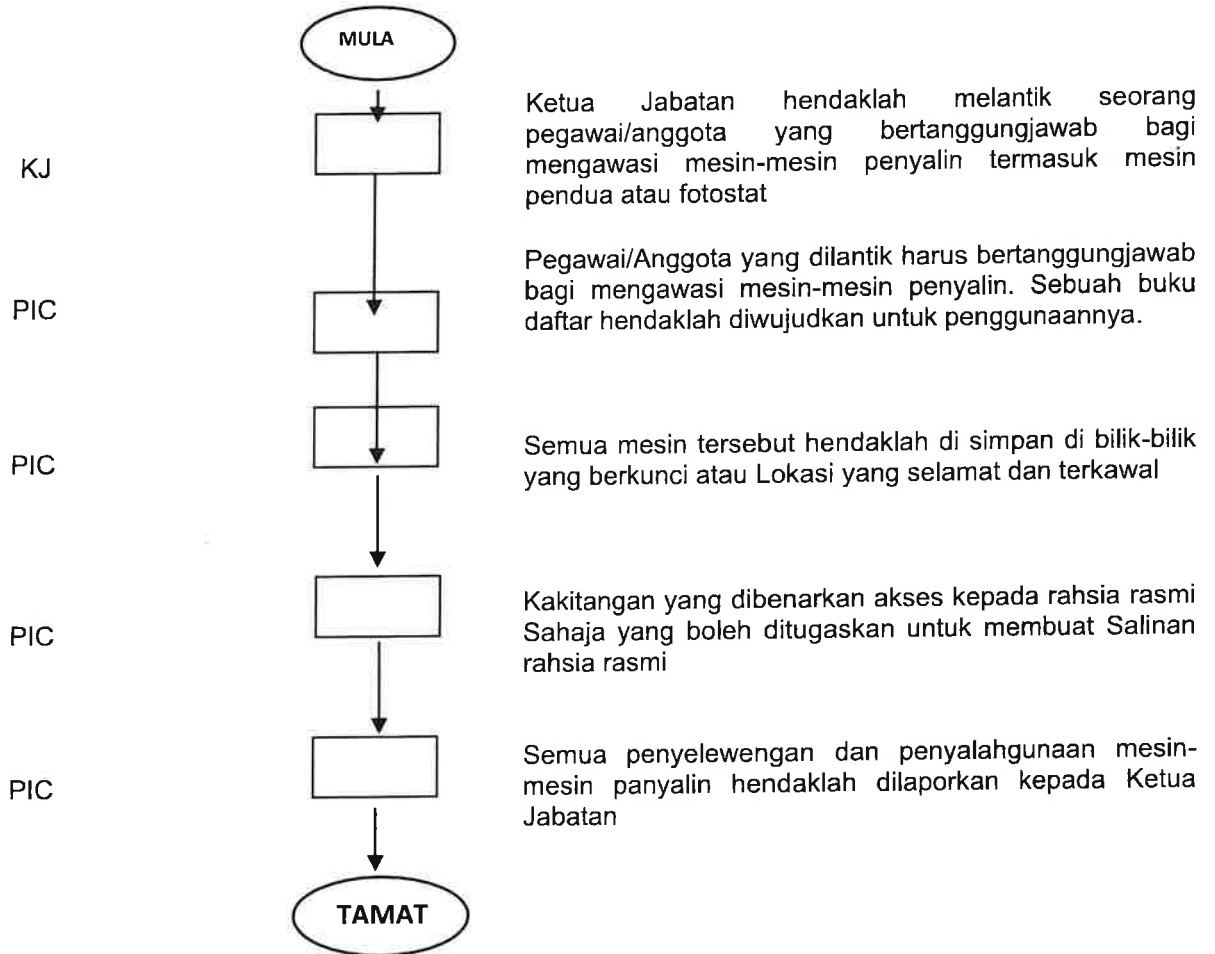 MULA
KJ
Ketua Jabatan hendaklah melantik seorang
pegawai/anggota yang bertanggungjawab bagi
mengawasi mesin-mesin penyalin termasuk mesin
pendua atau fotostat
PIC
Pegawai/Anggota yang dilantik harus bertanggungjawab
bagi mengawasi mesin-mesin penyalin. Sebuah buku
daftar hendaklah diwujudkan untuk penggunaannya.
PIC
Semua mesin tersebut hendaklah di simpan di bilik-bilik
yang berkunci atau Lokasi yang selamat dan terkawal
PIC
Kakitangan yang dibenarkan akses kepada rahsia rasmi
Sahaja yang boleh ditugaskan untuk membuat Salinan
rahsia rasmi
PIC
Semua penyelewengan dan penyalahgunaan mesin-
mesin panyalin hendaklah dilaporkan kepada Ketua
Jabatan
TAMAT